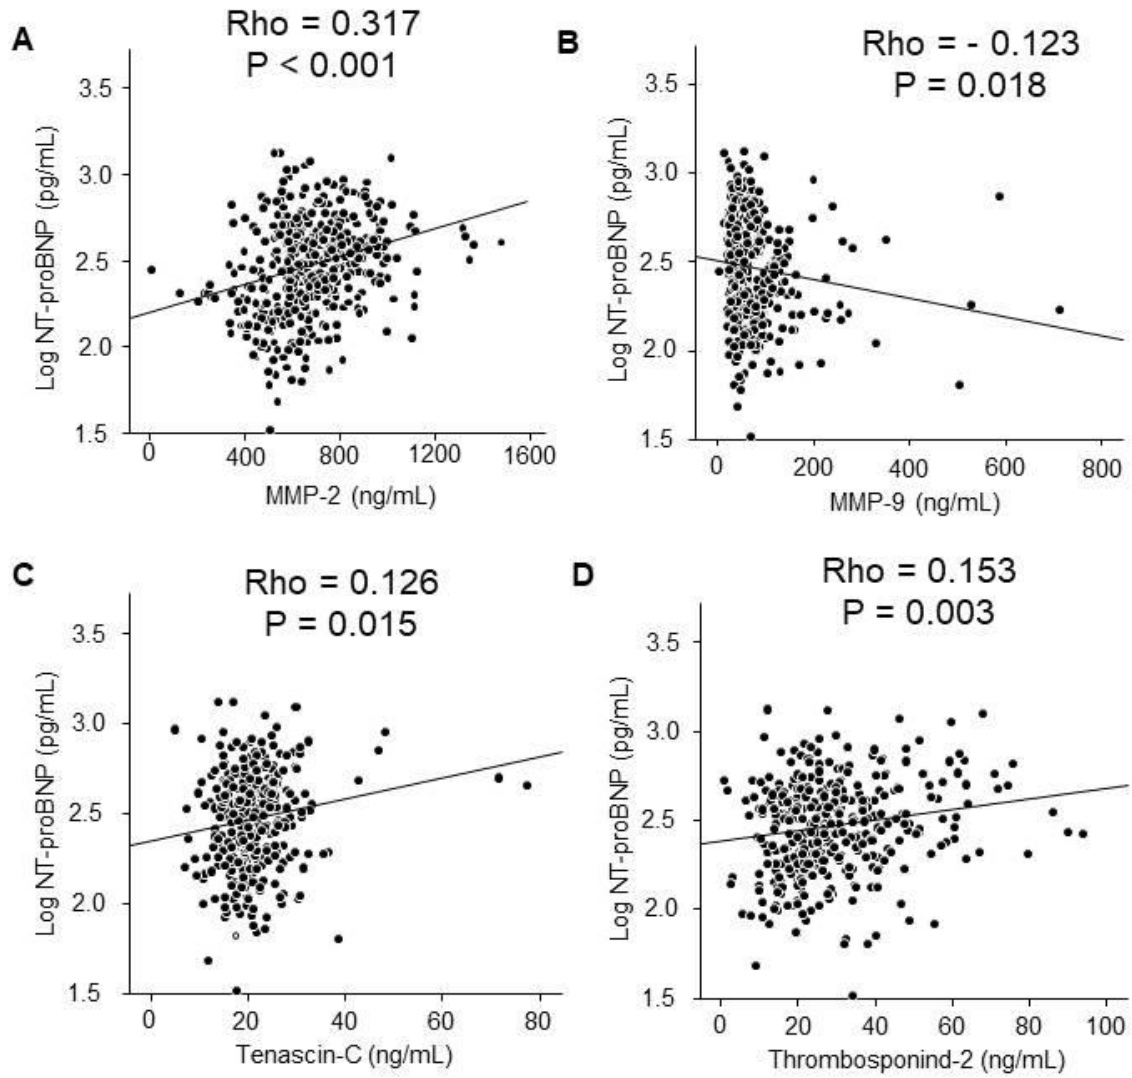 A
Rho = 0.317
P < 0.001
Log NT-proBNP (pg/mL)
3.5
3.0
2.5
2.0
1.5
0
400
800
1200
1600
MMP-2 (ng/mL)
B
Rho = - 0.123
P = 0.018
Log NT-proBNP (pg/mL)
3.5
3.0
2.5
2.0
1.5
0
200
400
600
800
MMP-9 (ng/mL)
C
Rho = 0.126
P = 0.015
Log NT-proBNP (pg/mL)
3.5
3.0
2.5
2.0
1.5
0
20
40
60
80
Tenascin-C (ng/mL)
D
Rho = 0.153
P = 0.003
Log NT-proBNP (pg/mL)
3.5
3.0
2.5
2.0
1.5
0
20
40
60
80
100
Thrombosponind-2 (ng/mL)